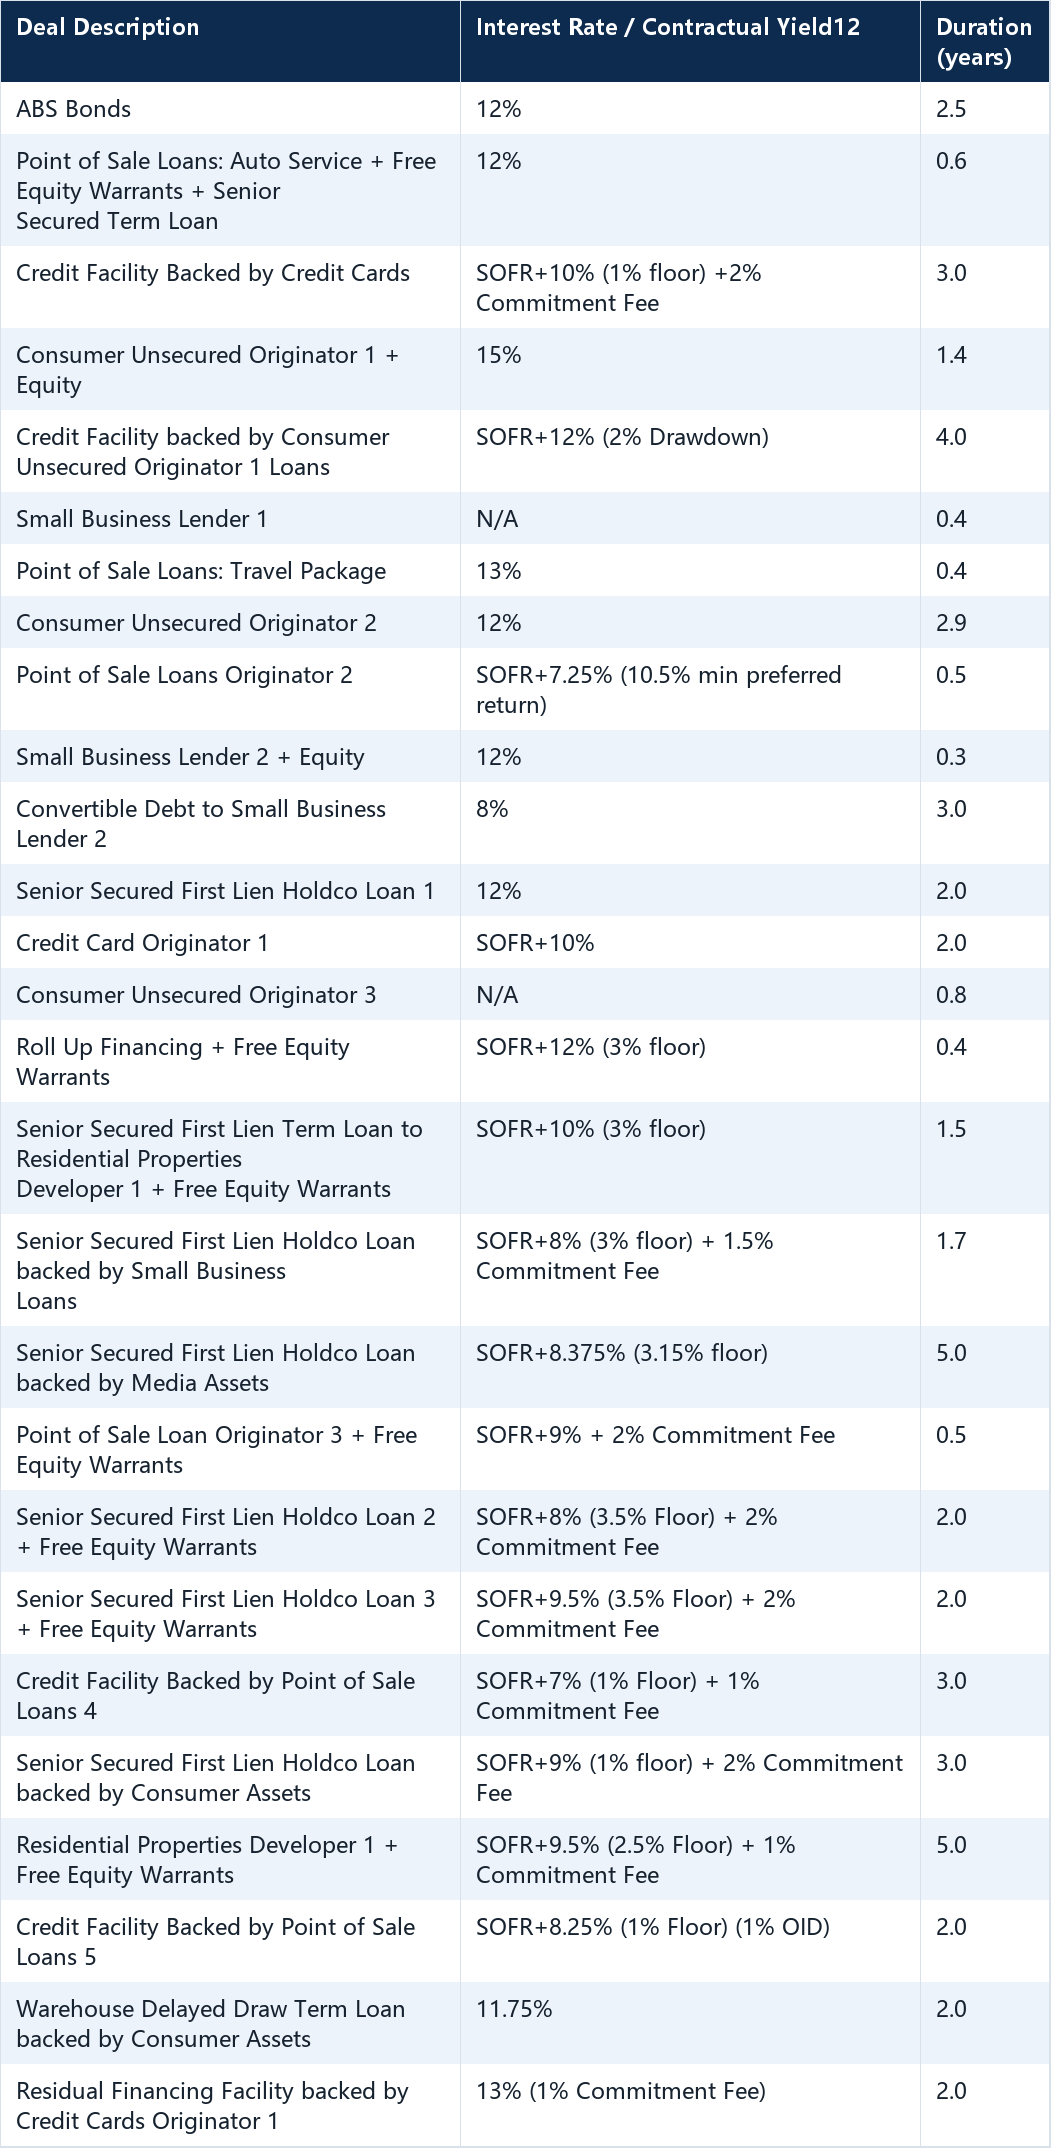 Deal Description
Interest Rate / Contractual Yield12
Duration
(years)
ABS Bonds
12%
2.5
Point of Sale Loans: Auto Service + Free
Equity Warrants + Senior
Secured Term Loan
12%
0.6
Credit Facility Backed by Credit Cards
SOFR+10% (1% floor) +2%
Commitment Fee
3.0
Consumer Unsecured Originator 1 +
Equity
15%
1.4
Credit Facility backed by Consumer
Unsecured Originator 1 Loans
SOFR+12% (2% Drawdown)
4.0
Small Business Lender 1
N/A
0.4
Point of Sale Loans: Travel Package
13%
0.4
Consumer Unsecured Originator 2
12%
2.9
Point of Sale Loans Originator 2
SOFR+7.25% (10.5% min preferred
return)
0.5
Small Business Lender 2 + Equity
12%
0.3
Convertible Debt to Small Business
Lender 2
8%
3.0
Senior Secured First Lien Holdco Loan 1
12%
2.0
Credit Card Originator 1
SOFR+10%
2.0
Consumer Unsecured Originator 3
N/A
0.8
Roll Up Financing + Free Equity
Warrants
SOFR+12% (3% floor)
0.4
Senior Secured First Lien Term Loan to
Residential Properties
Developer 1 + Free Equity Warrants
SOFR+10% (3% floor)
1.5
Senior Secured First Lien Holdco Loan
backed by Small Business
Loans
SOFR+8% (3% floor) + 1.5%
Commitment Fee
1.7
Senior Secured First Lien Holdco Loan
backed by Media Assets
SOFR+8.375% (3.15% floor)
5.0
Point of Sale Loan Originator 3 + Free
Equity Warrants
SOFR+9% + 2% Commitment Fee
0.5
Senior Secured First Lien Holdco Loan 2
+ Free Equity Warrants
SOFR+8% (3.5% Floor) + 2%
Commitment Fee
2.0
Senior Secured First Lien Holdco Loan 3
+ Free Equity Warrants
SOFR+9.5% (3.5% Floor) + 2%
Commitment Fee
2.0
Credit Facility Backed by Point of Sale
Loans 4
SOFR+7% (1% Floor) + 1%
Commitment Fee
3.0
Senior Secured First Lien Holdco Loan
backed by Consumer Assets
SOFR+9% (1% floor) + 2% Commitment
Fee
3.0
Residential Properties Developer 1 +
Free Equity Warrants
SOFR+9.5% (2.5% Floor) + 1%
Commitment Fee
5.0
Credit Facility Backed by Point of Sale
Loans 5
SOFR+8.25% (1% Floor) (1% OID)
2.0
Warehouse Delayed Draw Term Loan
backed by Consumer Assets
11.75%
2.0
Residual Financing Facility backed by
Credit Cards Originator 1
13% (1% Commitment Fee)
2.0